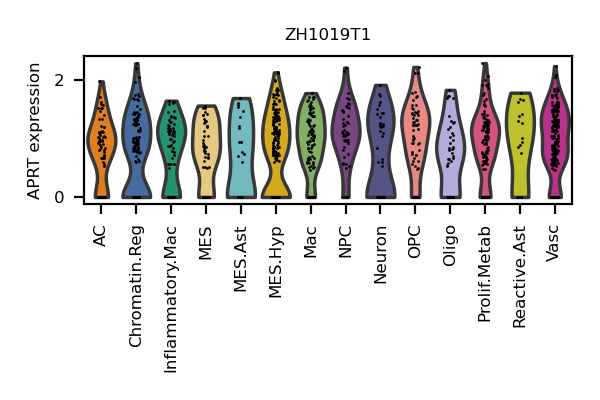 ZH1019T1
APRT expression
2
0
AC
Chromatin.Reg
Inflammatory.Mac
MES
MES.Ast
MES.Hyp
Mac
NPC
Neuron
OPC
Oligo
Prolif.Metab
Reactive.Ast
Vasc